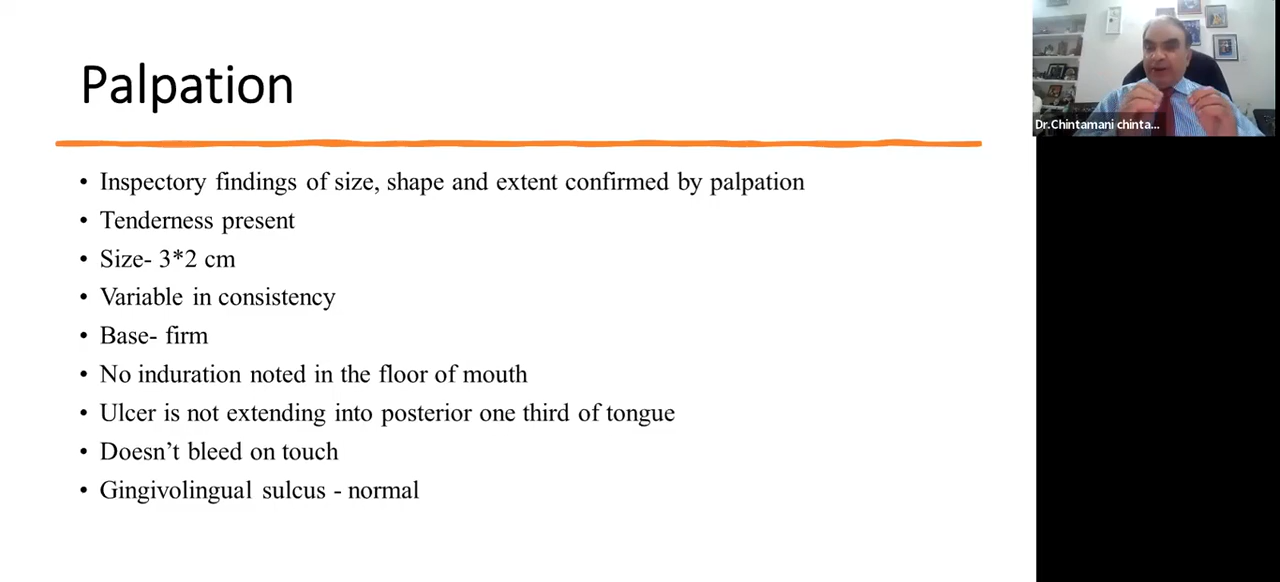 Palpation
• Inspectory findings of size, shape and extent confirmed by palpation
• Tenderness present
• Size- 3*2 cm
• Variable in consistency
• Base- firm
• No induration noted in the floor of mouth
• Ulcer is not extending into posterior one third of tongue
• Doesn’t bleed on touch
• Gingivolingual sulcus - normal
Dr.Chintamani chinta...